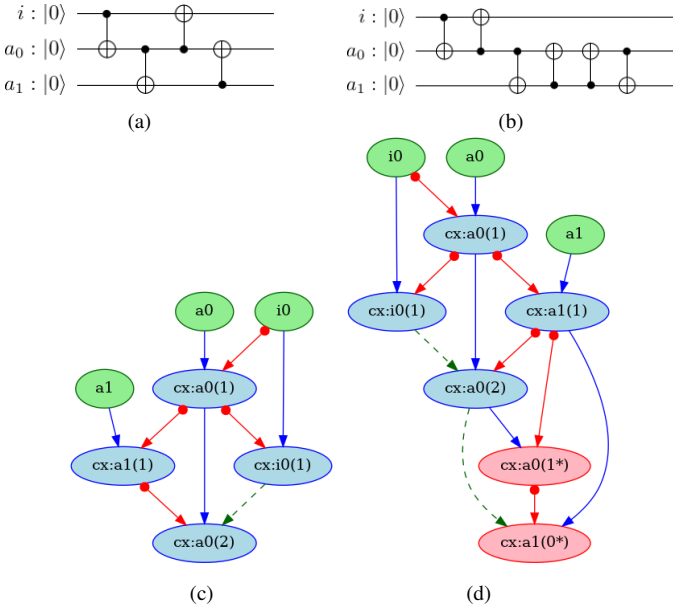 i : |0⟩
a₀ : |0⟩
a₁ : |0⟩
(a)
i : |0⟩
a₀ : |0⟩
a₁ : |0⟩
(b)
a0
i0
cx:a0(1)
a1
cx:a1(1)
cx:i0(1)
cx:a0(2)
(c)
i0
a0
cx:a0(1)
a1
cx:i0(1)
cx:a1(1)
cx:a0(2)
cx:a0(1*)
cx:a1(0*)
(d)